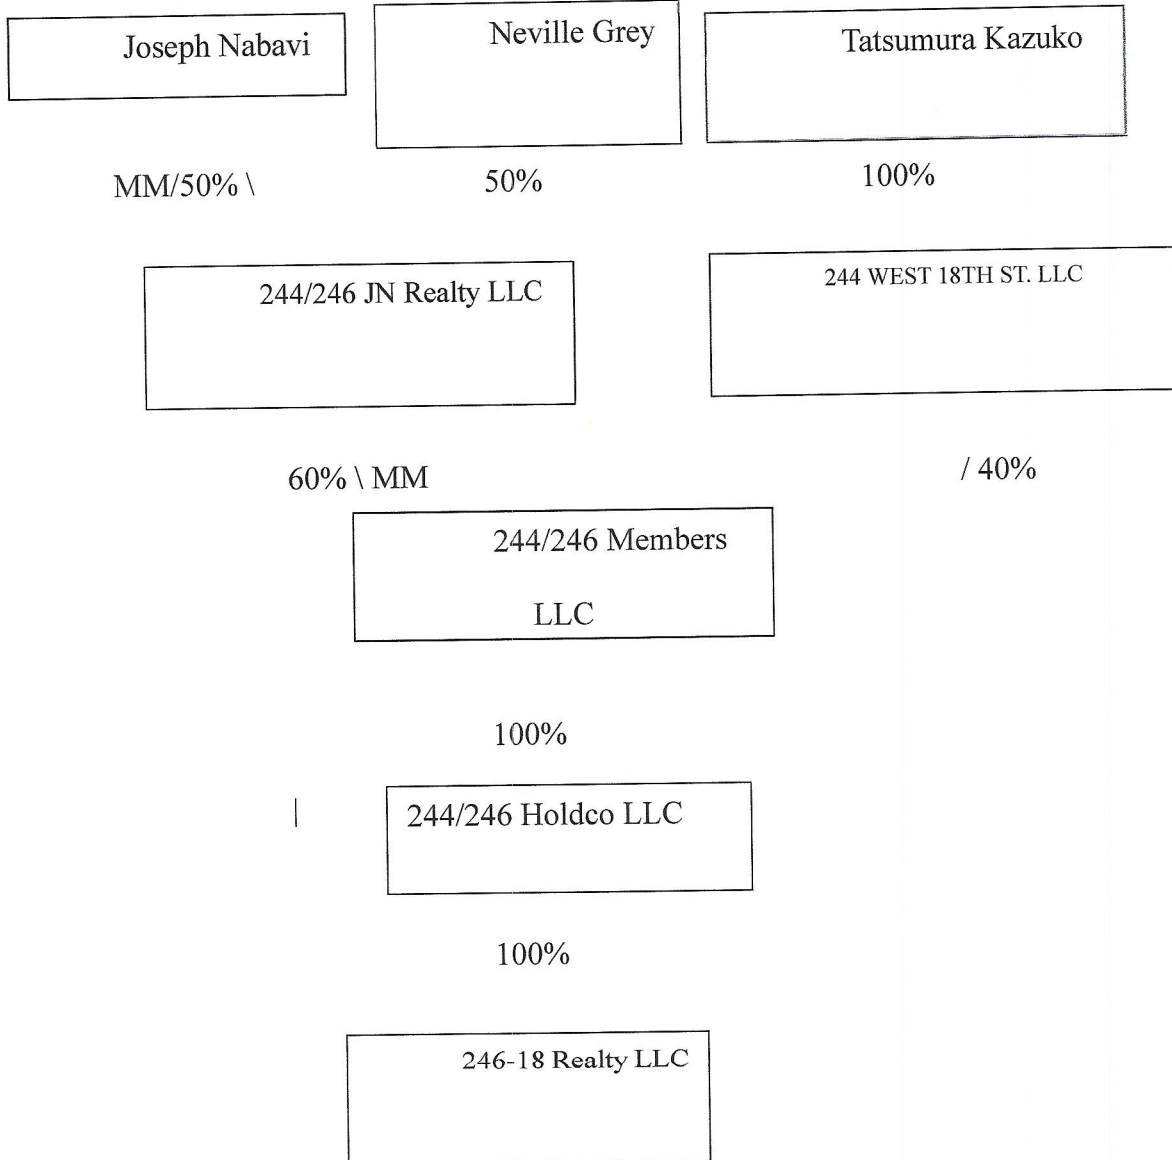 Joseph Nabavi
Neville Grey
Tatsumura Kazuko
MM/50% \
50%
100%
244/246 JN Realty LLC
244 WEST 18TH ST. LLC
60% \ MM
/ 40%
244/246 Members
LLC
100%
|
244/246 Holdco LLC
100%
246-18 Realty LLC